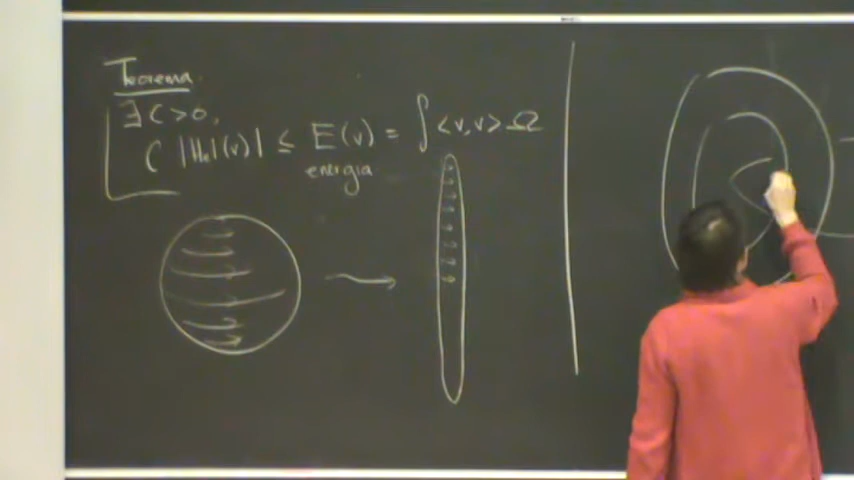 Teorema
∃ C > 0,
C |Hel(v)| ≤ E(v) = ∫ <v, v> Ω
energia